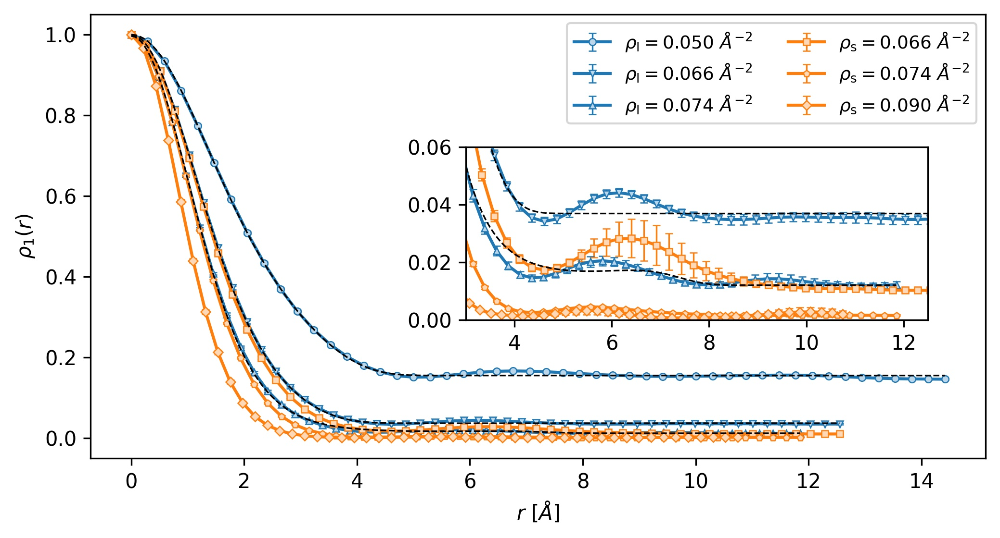 ρ₁(r)
1.0
0.8
0.6
0.4
0.2
0.0
ρₗ = 0.050 Å⁻²
ρₗ = 0.066 Å⁻²
ρₗ = 0.074 Å⁻²
ρₛ = 0.066 Å⁻²
ρₛ = 0.074 Å⁻²
ρₛ = 0.090 Å⁻²
0.06
0.04
0.02
0.00
4 6 8 10 12
0 2 4 6 8 10 12 14
r [Å]